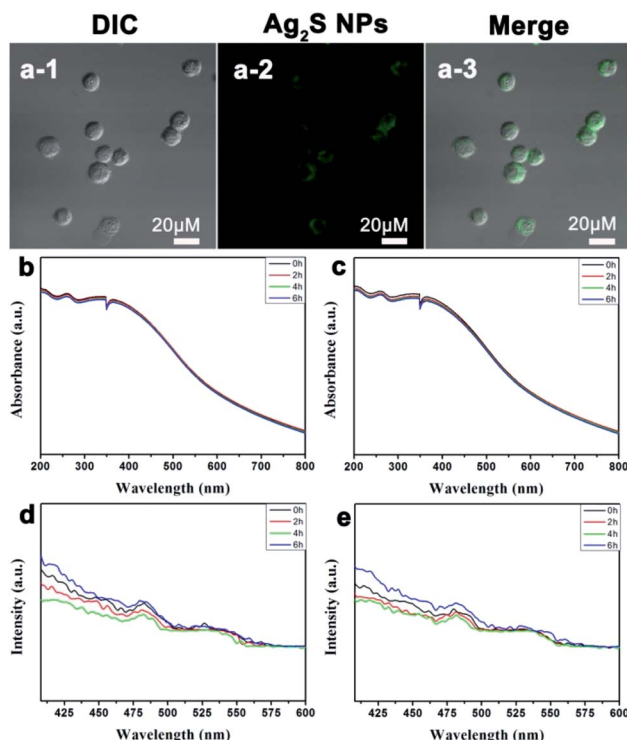 DIC Ag₂S NPs Merge
a-1 a-2 a-3
20µM 20µM 20µM
b c
0h
2h
4h
6h
0h
2h
4h
6h
Absorbance (a.u.)
Absorbance (a.u.)
200 300 400 500 600 700 800
200 300 400 500 600 700 800
Wavelength (nm)
Wavelength (nm)
d e
0h
2h
4h
6h
0h
2h
4h
6h
Intensity (a.u.)
Intensity (a.u.)
425 450 475 500 525 550 575 600
425 450 475 500 525 550 575 600
Wavelength (nm)
Wavelength (nm)